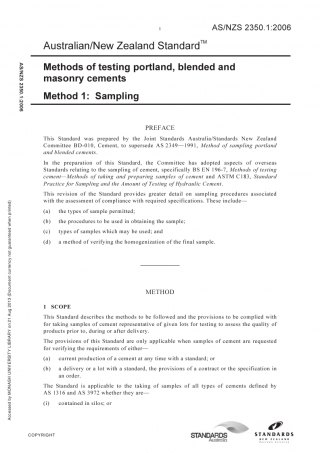 1
AS/NZS 2350.1:2006
Australian/New Zealand Standard™
Methods of testing portland, blended and
masonry cements
Method 1: Sampling
PREFACE
This Standard was prepared by the Joint Standards Australia/Standards New Zealand
Committee BD-010, Cement, to supersede AS 2349—1991, Method of sampling portland
and blended cements.
In the preparation of this Standard, the Committee has adopted aspects of overseas
Standards relating to the sampling of cement, specifically BS EN 196-7, Methods of testing
cement—Methods of taking and preparing samples of cement and ASTM C183, Standard
Practice for Sampling and the Amount of Testing of Hydraulic Cement.
This revision of the Standard provides greater detail on sampling procedures associated
with the assessment of compliance with required specifications. These include—
(a) the types of sample permitted;
(b) the procedures to be used in obtaining the sample;
(c) types of samples which may be used; and
(d) a method of verifying the homogenization of the final sample.
METHOD
1 SCOPE
This Standard describes the methods to be followed and the provisions to be complied with
for taking samples of cement representative of given lots for testing to assess the quality of
products prior to, during or after delivery.
The provisions of this Standard are only applicable when samples of cement are requested
for verifying the requirements of either—
(a) current production of a cement at any time with a standard; or
(b) a delivery or a lot with a standard, the provisions of a contract or the specification in
an order.
The Standard is applicable to the taking of samples of all types of cements defined by
AS 1316 and AS 3972 whether they are—
(i) contained in silos; or
COPYRIGHT
STANDARDS
Australia
STANDARDS
NEW ZEALAND
AS/NZS 2350.1:2006
Accessed by MONASH UNIVERSITY LIBRARY on 21 Aug 2013 (Document currency not guaranteed when printed)